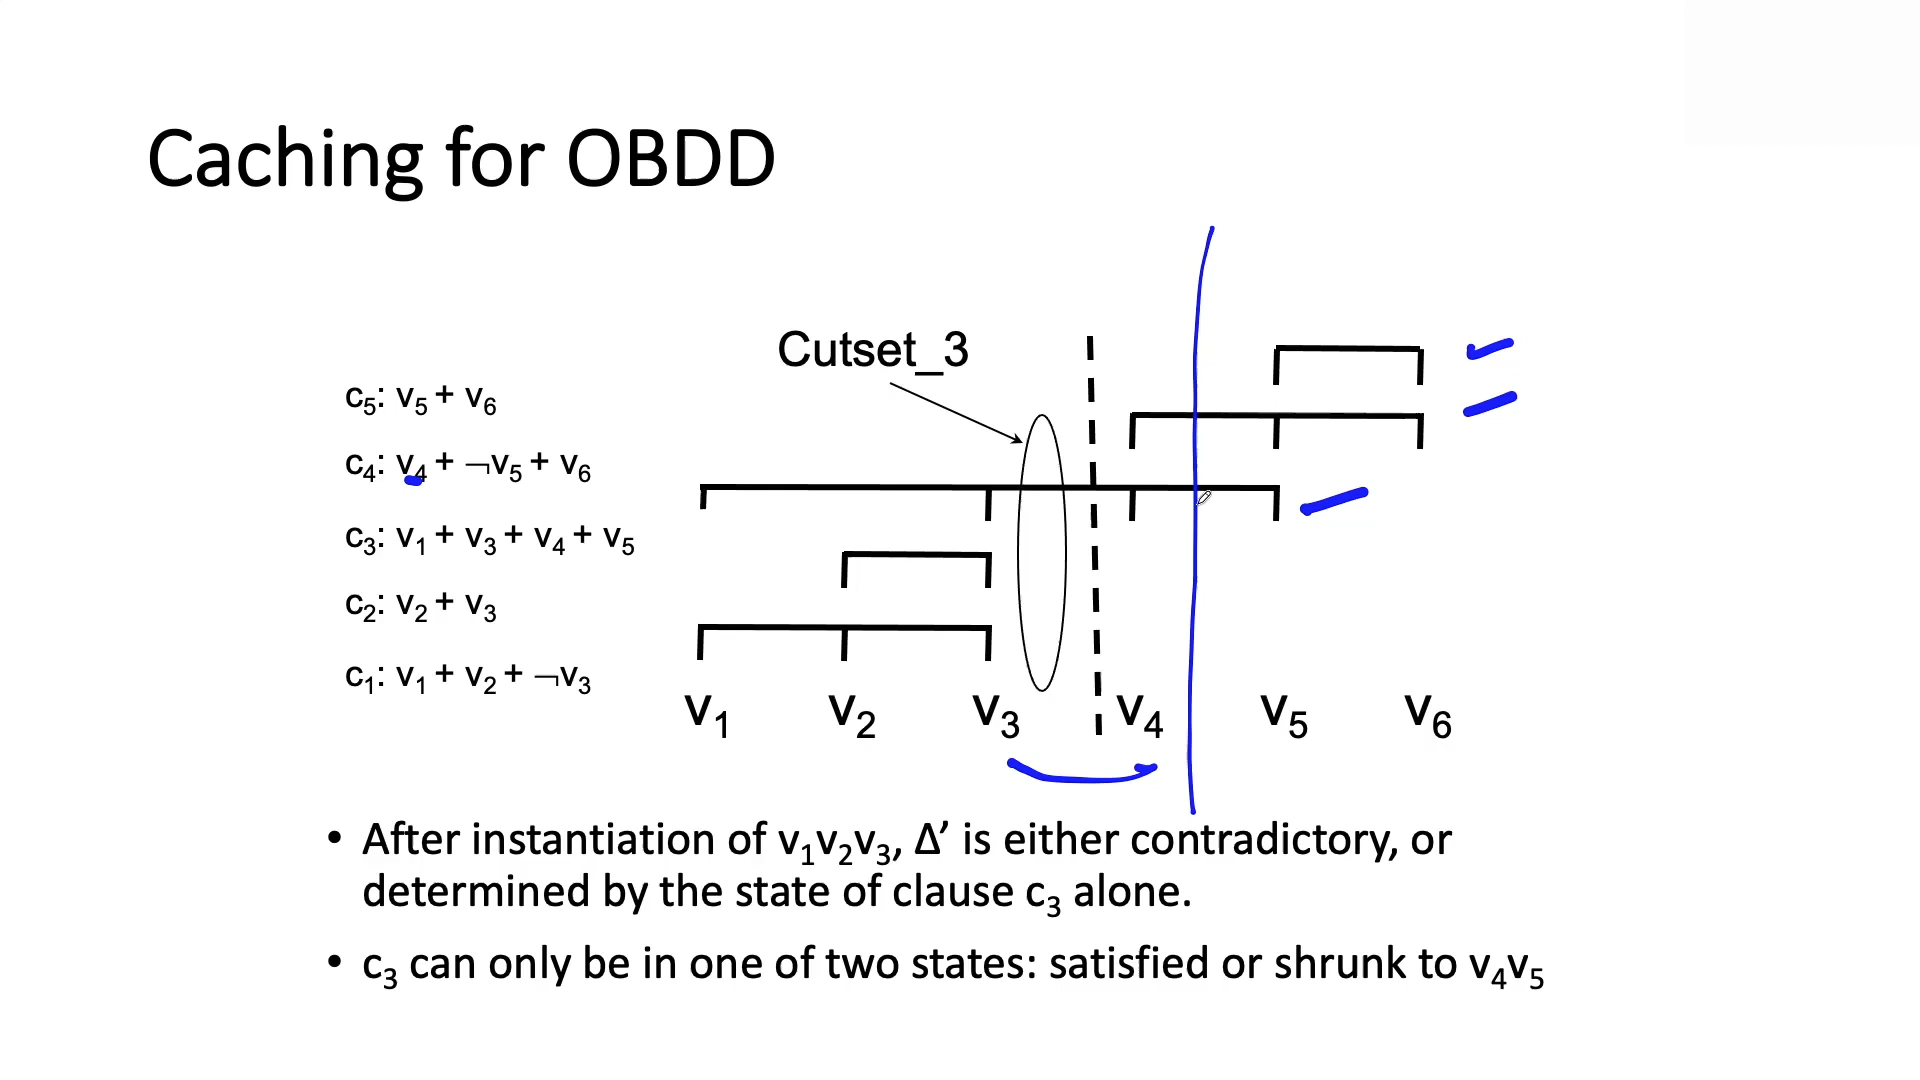 Caching for OBDD
Cutset_3
c₅: v₅ + v₆
c₄: v₄ + ¬v₅ + v₆
c₃: v₁ + v₃ + v₄ + v₅
c₂: v₂ + v₃
c₁: v₁ + v₂ + ¬v₃
v₁ v₂ v₃ v₄ v₅ v₆
• After instantiation of v₁v₂v₃, Δ’ is either contradictory, or
determined by the state of clause c₃ alone.
• c₃ can only be in one of two states: satisfied or shrunk to v₄v₅